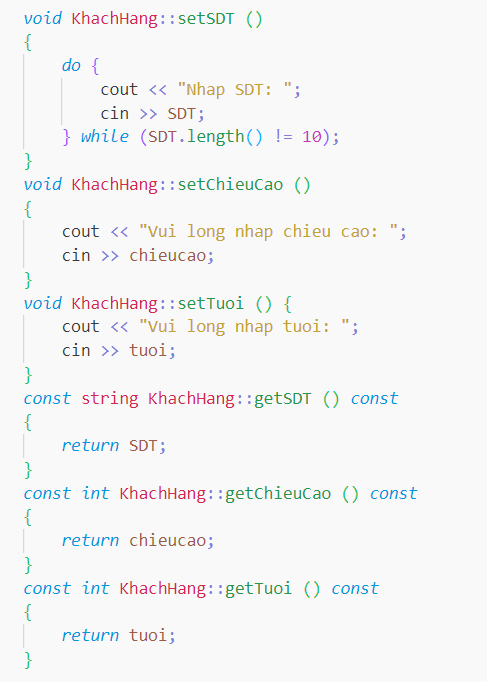 void KhachHang::setSDT ()
{
    do {
        cout << "Nhap SDT: ";
        cin >> SDT;
    } while (SDT.length() != 10);
}
void KhachHang::setChieuCao ()
{
    cout << "Vui long nhap chieu cao: ";
    cin >> chieucao;
}
void KhachHang::setTuoi () {
    cout << "Vui long nhap tuoi: ";
    cin >> tuoi;
}
const string KhachHang::getSDT () const
{
    return SDT;
}
const int KhachHang::getChieuCao () const
{
    return chieucao;
}
const int KhachHang::getTuoi () const
{
    return tuoi;
}